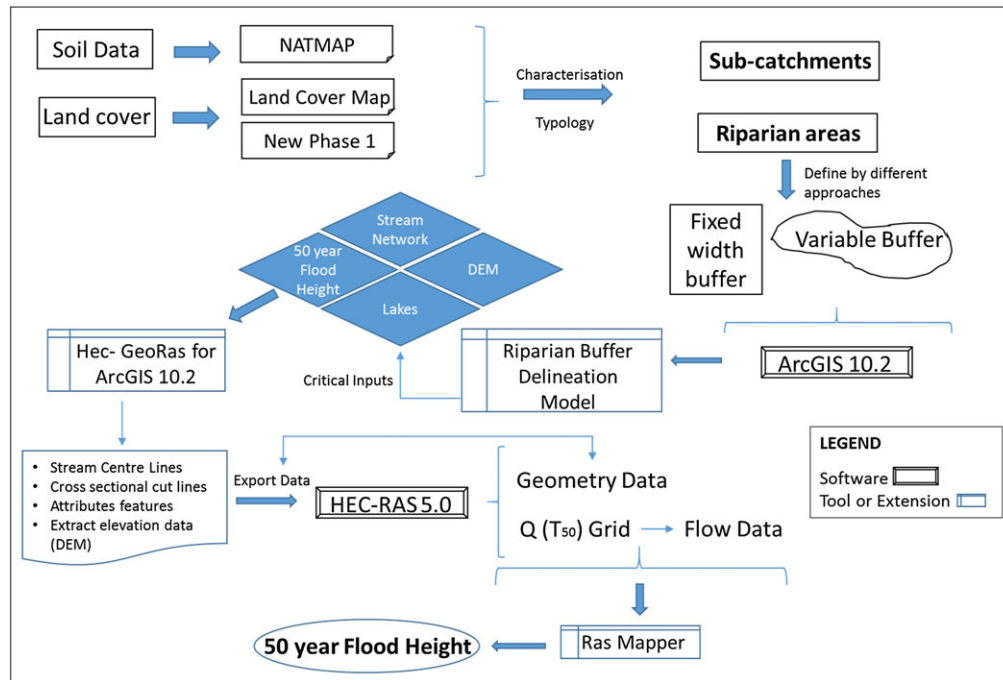 Soil Data
NATMAP
Land cover
Land Cover Map
New Phase 1
Characterisation
Typology
Sub-catchments
Riparian areas
Define by different
approaches
Fixed
width
buffer
Variable Buffer
Stream
Network
50 year
Flood
Height
DEM
Lakes
Hec- GeoRas for
ArcGIS 10.2
Critical Inputs
Riparian Buffer
Delineation
Model
ArcGIS 10.2
• Stream Centre Lines
• Cross sectional cut lines
• Attributes features
• Extract elevation data
(DEM)
Export Data
HEC-RAS 5.0
Geometry Data
Q (T50) Grid
Flow Data
LEGEND
Software
Tool or Extension
50 year Flood Height
Ras Mapper